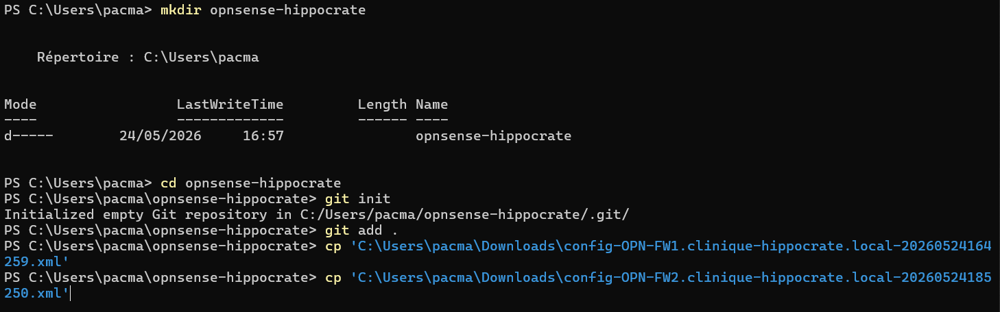 PS C:\Users\pacma> mkdir opnsense-hippocrate
Répertoire : C:\Users\pacma
Mode LastWriteTime Length Name
---- ------------- ------ ----
d----- 24/05/2026 16:57 opnsense-hippocrate
PS C:\Users\pacma> cd opnsense-hippocrate
PS C:\Users\pacma\opnsense-hippocrate> git init
Initialized empty Git repository in C:/Users/pacma/opnsense-hippocrate/.git/
PS C:\Users\pacma\opnsense-hippocrate> git add .
PS C:\Users\pacma\opnsense-hippocrate> cp 'C:\Users\pacma\Downloads\config-OPN-FW1.clinique-hippocrate.local-20260524164
259.xml'
PS C:\Users\pacma\opnsense-hippocrate> cp 'C:\Users\pacma\Downloads\config-OPN-FW2.clinique-hippocrate.local-20260524185
250.xml'